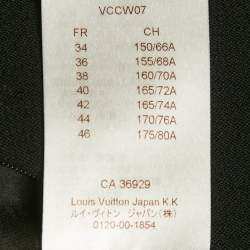 VCCW07
FR CH
34 150/66A
36 155/68A
38 160/70A
40 165/72A
42 165/74A
44 170/76A
46 175/80A
CA 36929
Louis Vuitton Japan K.K
ルイ・ヴィトン ジャパン(株)
0120-00-1854